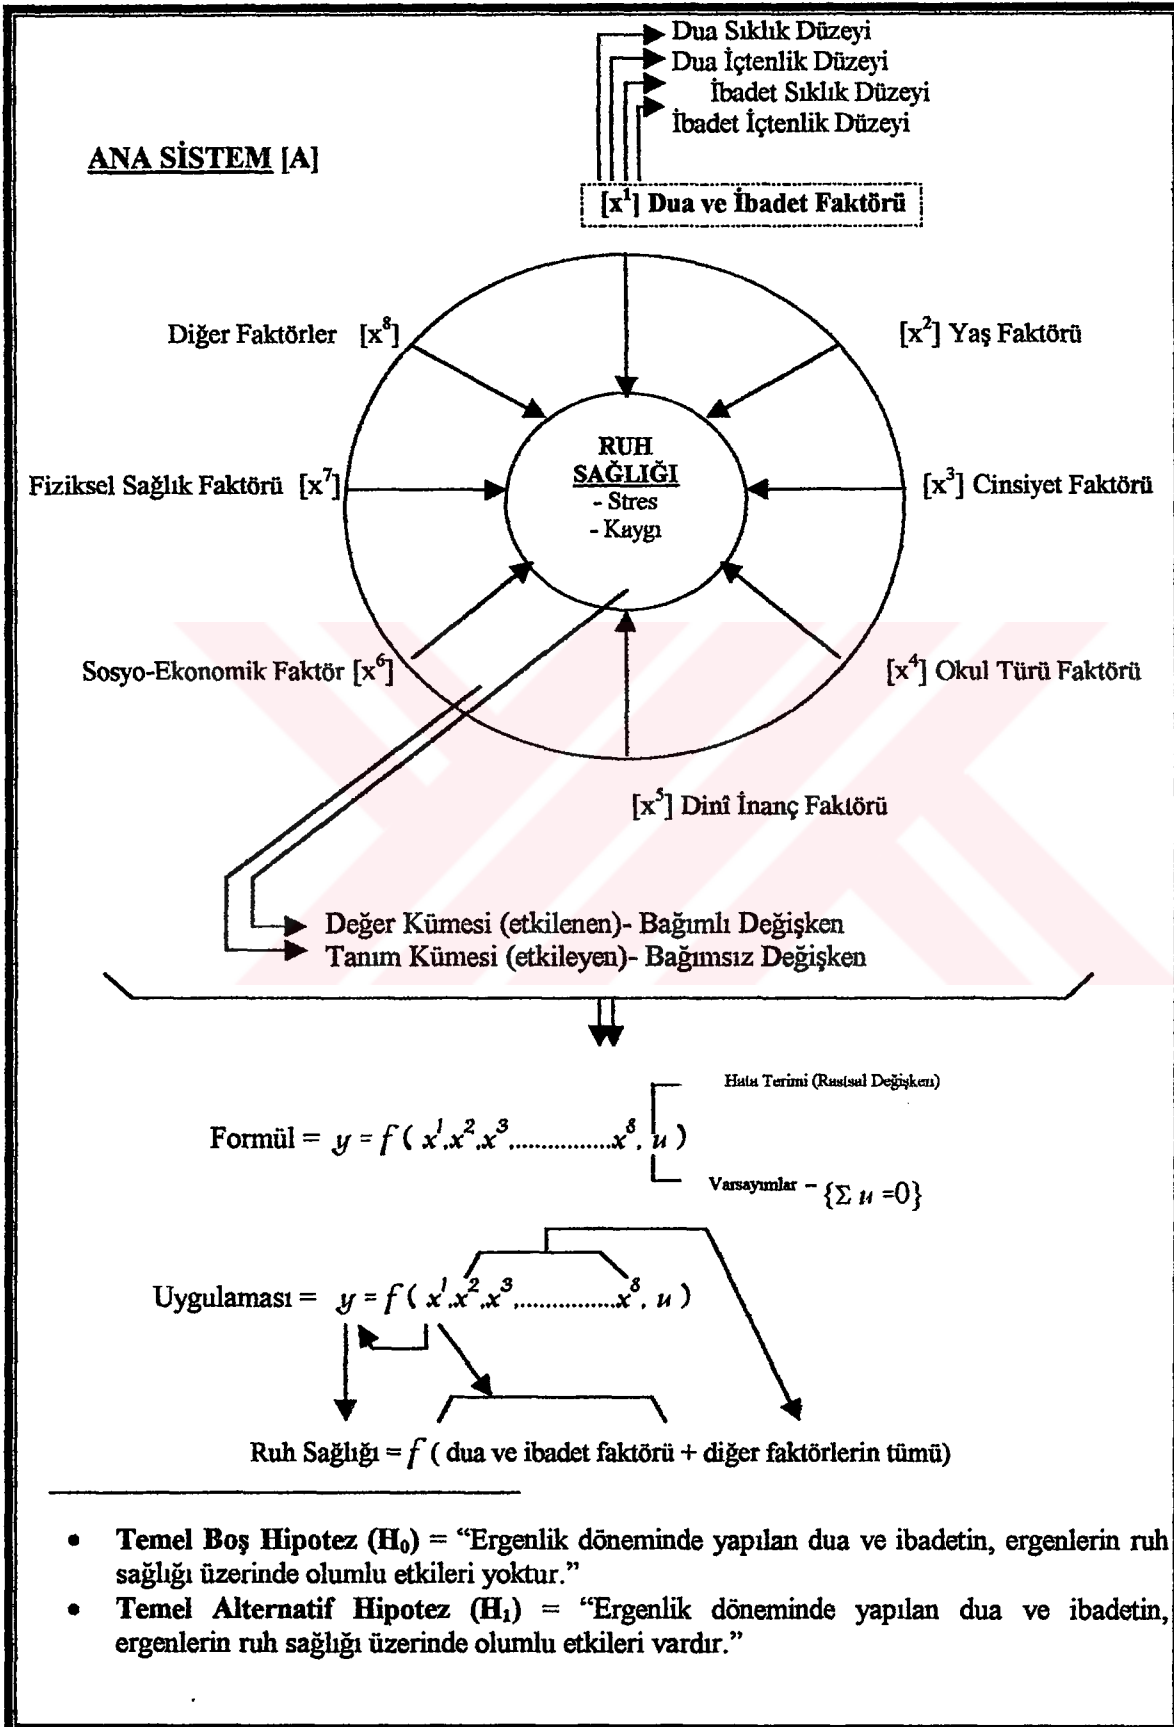 Dua Sıklık Düzeyi
Dua İçtenlik Düzeyi
İbadet Sıklık Düzeyi
İbadet İçtenlik Düzeyi
ANA SİSTEM [A]
[x¹] Dua ve İbadet Faktörü
Diğer Faktörler [x⁸]
[x²] Yaş Faktörü
RUH
SAĞLIĞI
- Stres
- Kaygı
Fiziksel Sağlık Faktörü [x⁷]
[x³] Cinsiyet Faktörü
Sosyo-Ekonomik Faktör [x⁶]
[x⁴] Okul Türü Faktörü
[x⁵] Dinî İnanç Faktörü
Değer Kümesi (etkilenen)- Bağımlı Değişken
Tanım Kümesi (etkileyen)- Bağımsız Değişken
Hata Terimi (Rastsal Değişken)
Formül = y = f ( x¹,x²,x³,................x⁸, u )
Varsayımlar – {Σ u =0}
Uygulaması = y = f ( x¹,x²,x³,................x⁸, u )
Ruh Sağlığı = f ( dua ve ibadet faktörü + diğer faktörlerin tümü)
• Temel Boş Hipotez (H₀) = “Ergenlik döneminde yapılan dua ve ibadetin, ergenlerin ruh
sağlığı üzerinde olumlu etkileri yoktur.”
• Temel Alternatif Hipotez (H₁) = “Ergenlik döneminde yapılan dua ve ibadetin,
ergenlerin ruh sağlığı üzerinde olumlu etkileri vardır.”